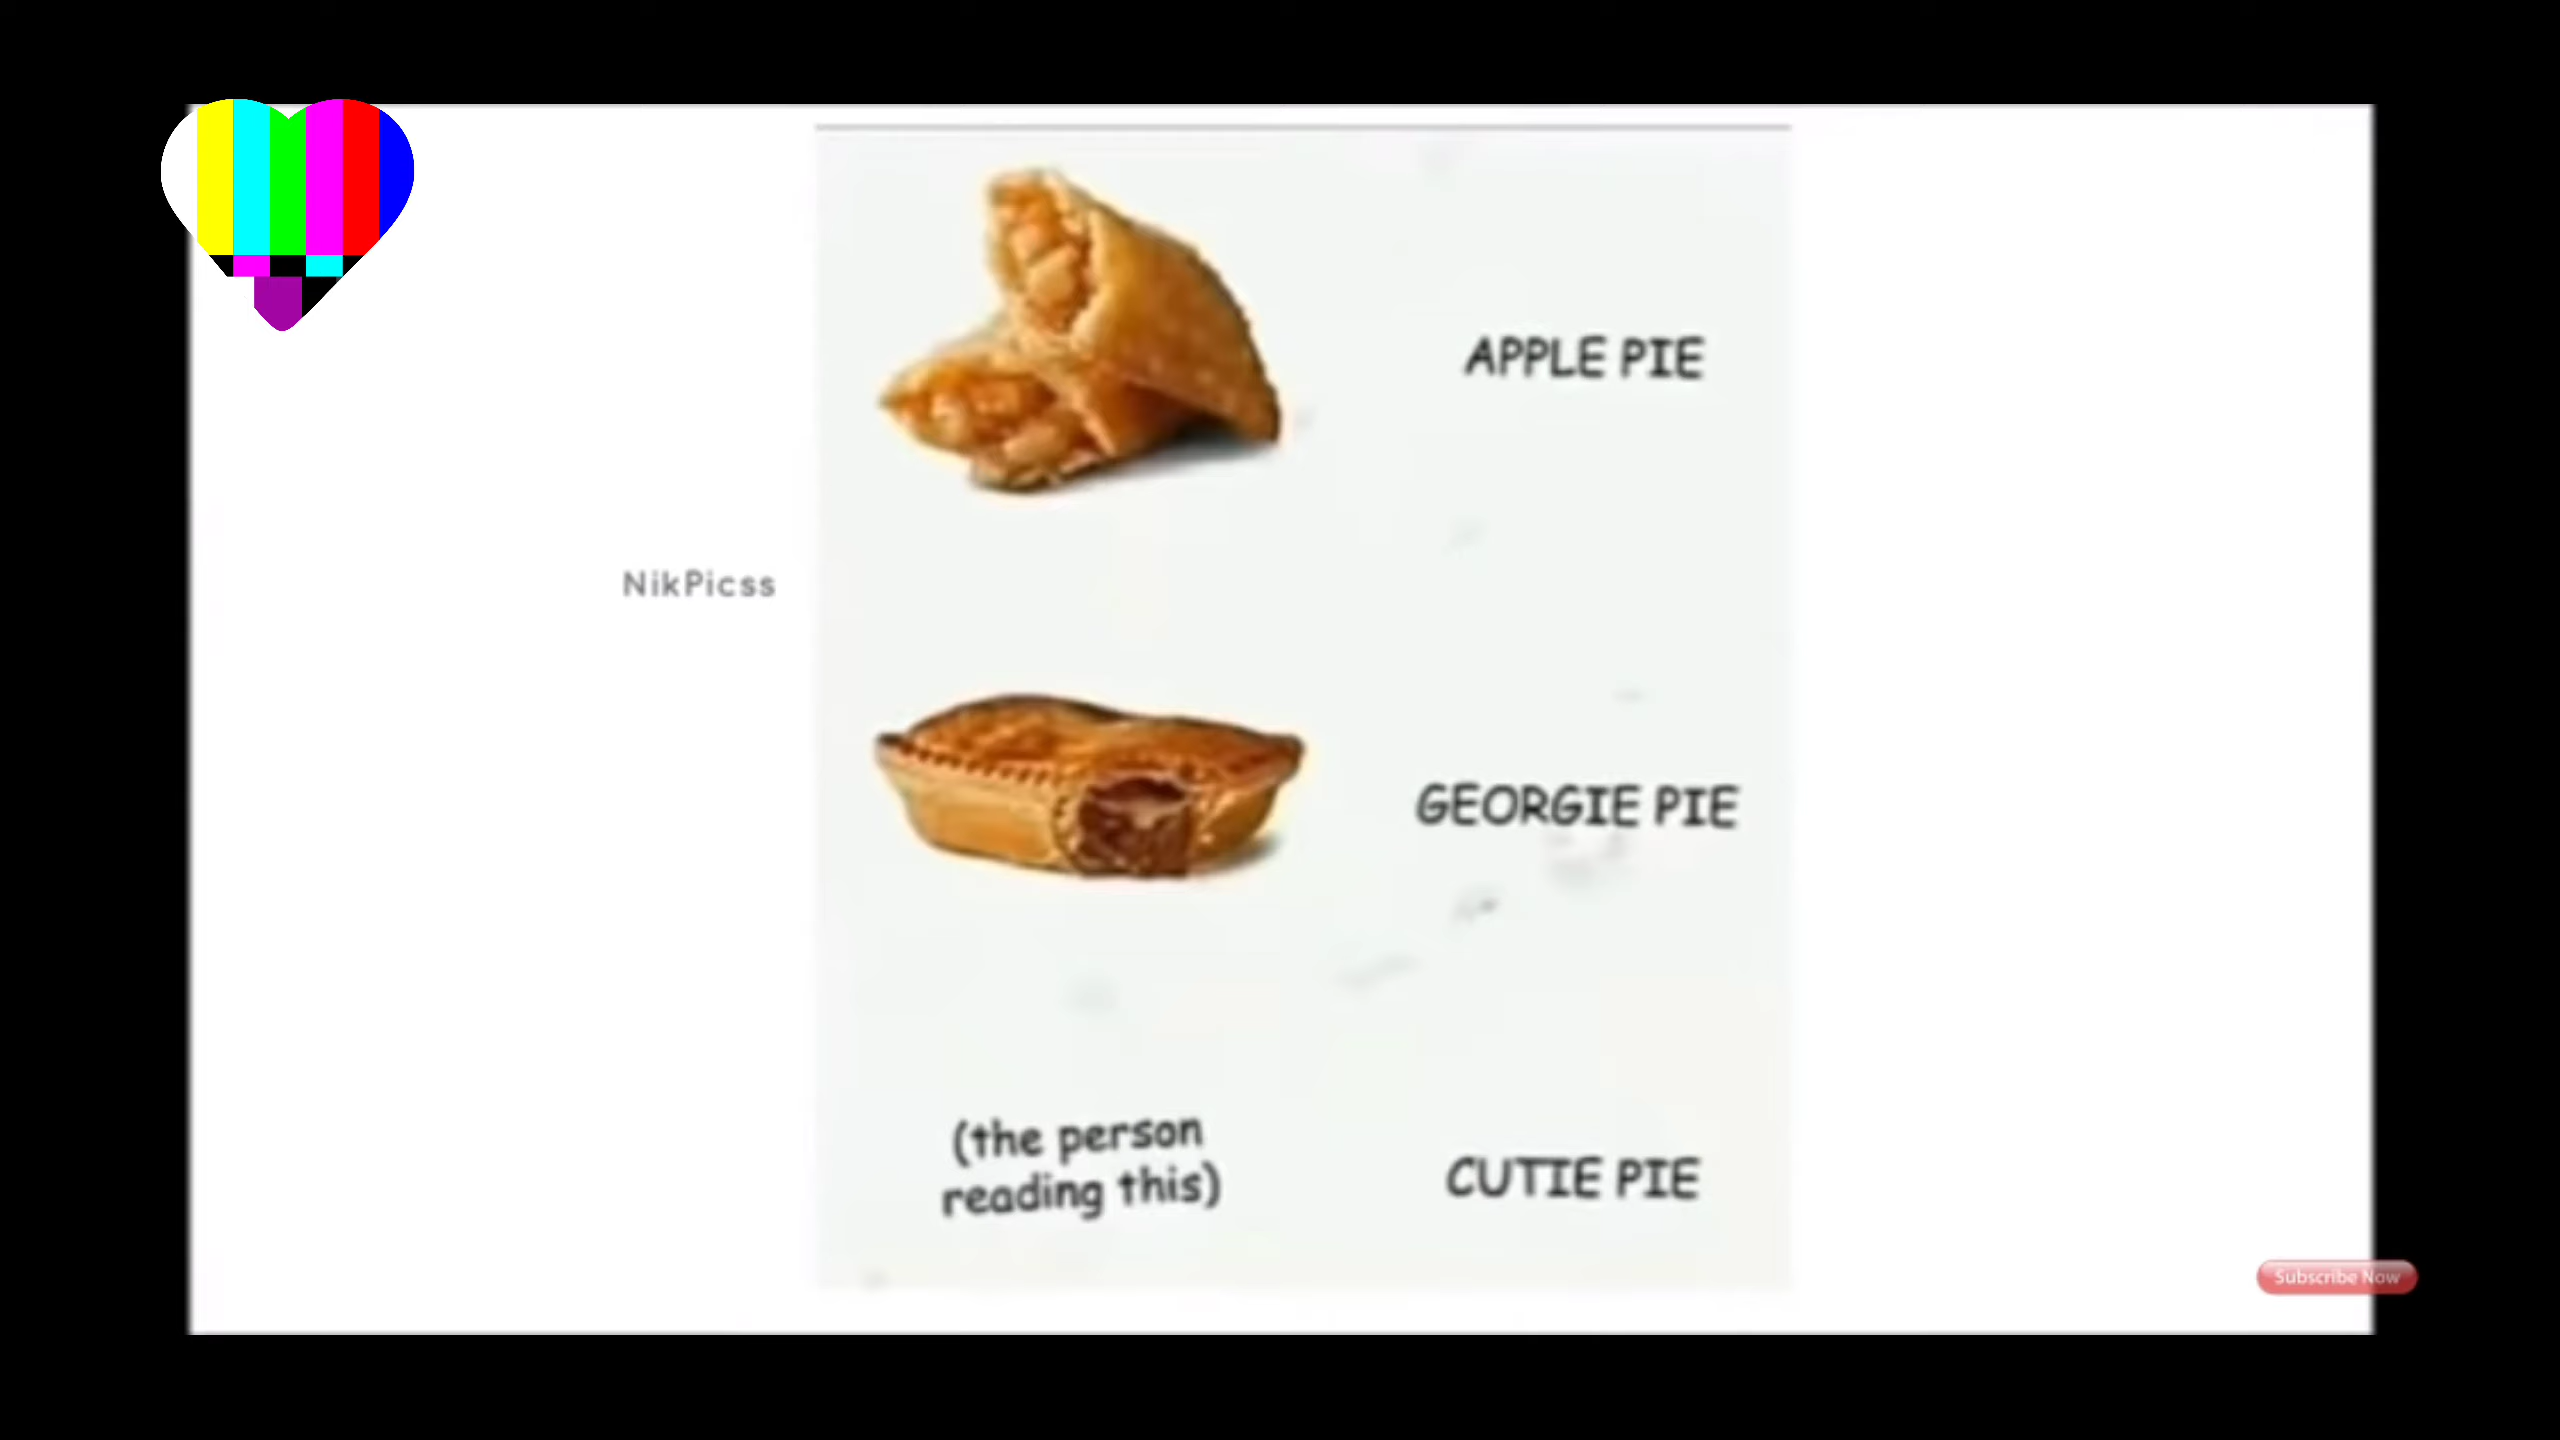 APPLE PIE
NikPicss
GEORGIE PIE
(the person
reading this)
CUTIE PIE
Subscribe Now